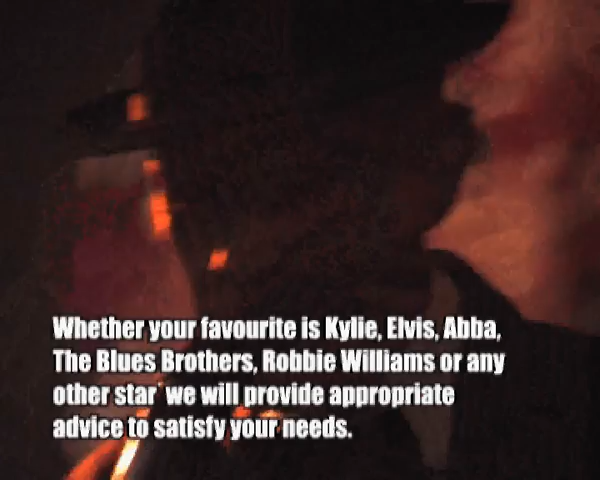 Whether your favourite is Kylie, Elvis, Abba,
The Blues Brothers, Robbie Williams or any
other star we will provide appropriate
advice to satisfy your needs.